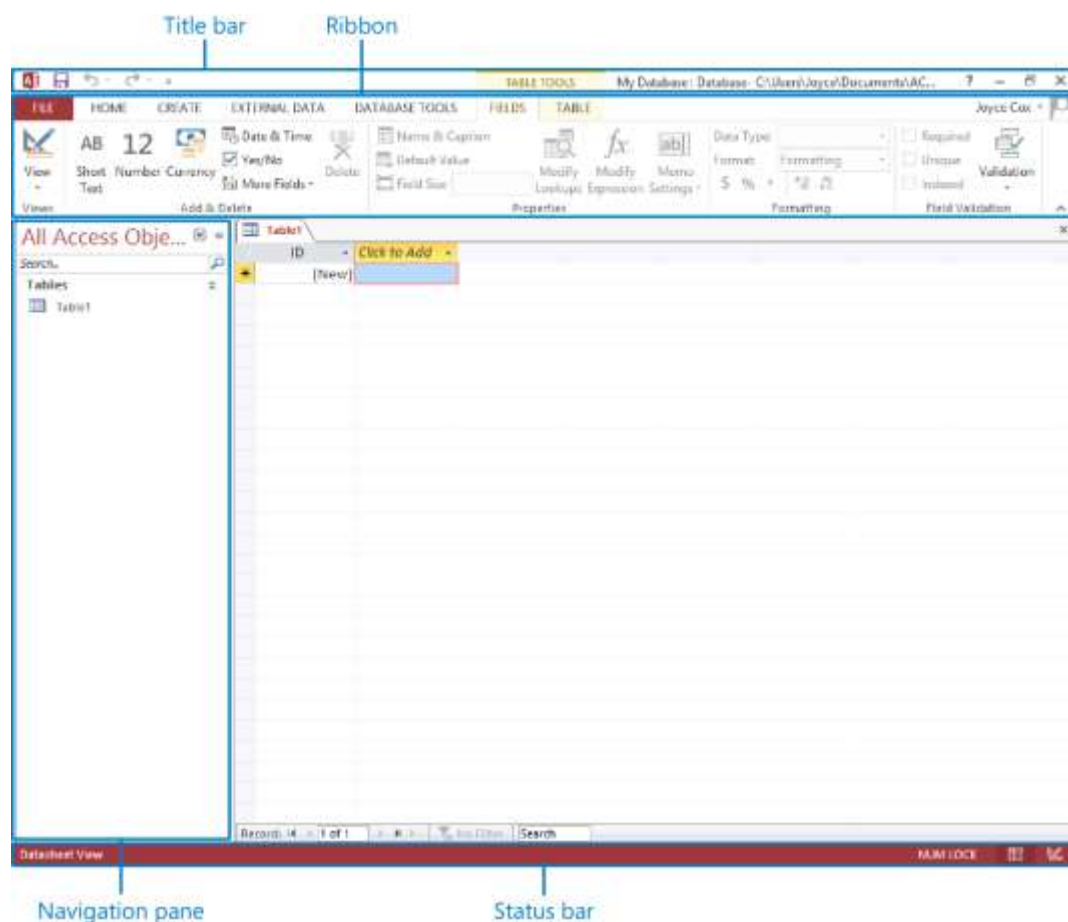 Title bar Ribbon
TABLE TOOLS My Database : Database- C:\Users\Joyce\Documents\AC... ?
FILE HOME CREATE EXTERNAL DATA DATABASE TOOLS FIELDS TABLE Joyce Cox
AB 12 Date & Time Name & Caption fx ab| Data Type: Required
View Short Text Number Currency Yes/No Delete Default Value Modify Lookups Modify Expression Memo Settings Format: Formatting Unique Validation
More Fields Field Size $ % Indexed
Views Add & Delete Properties Formatting Field Validation
All Access Obje... Table1
ID Click to Add
Search... (New)
Tables
Table1
Record: 1 of 1 No Filter Search
Datasheet View NUM LOCK
Navigation pane Status bar